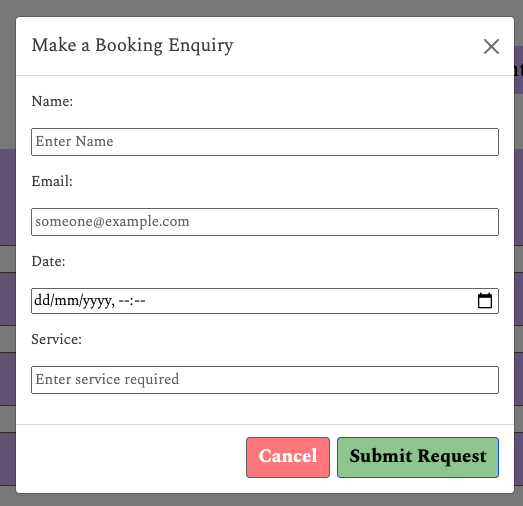 Make a Booking Enquiry
Name:
Enter Name
Email:
someone@example.com
Date:
dd/mm/yyyy, --:--
Service:
Enter service required
Cancel
Submit Request